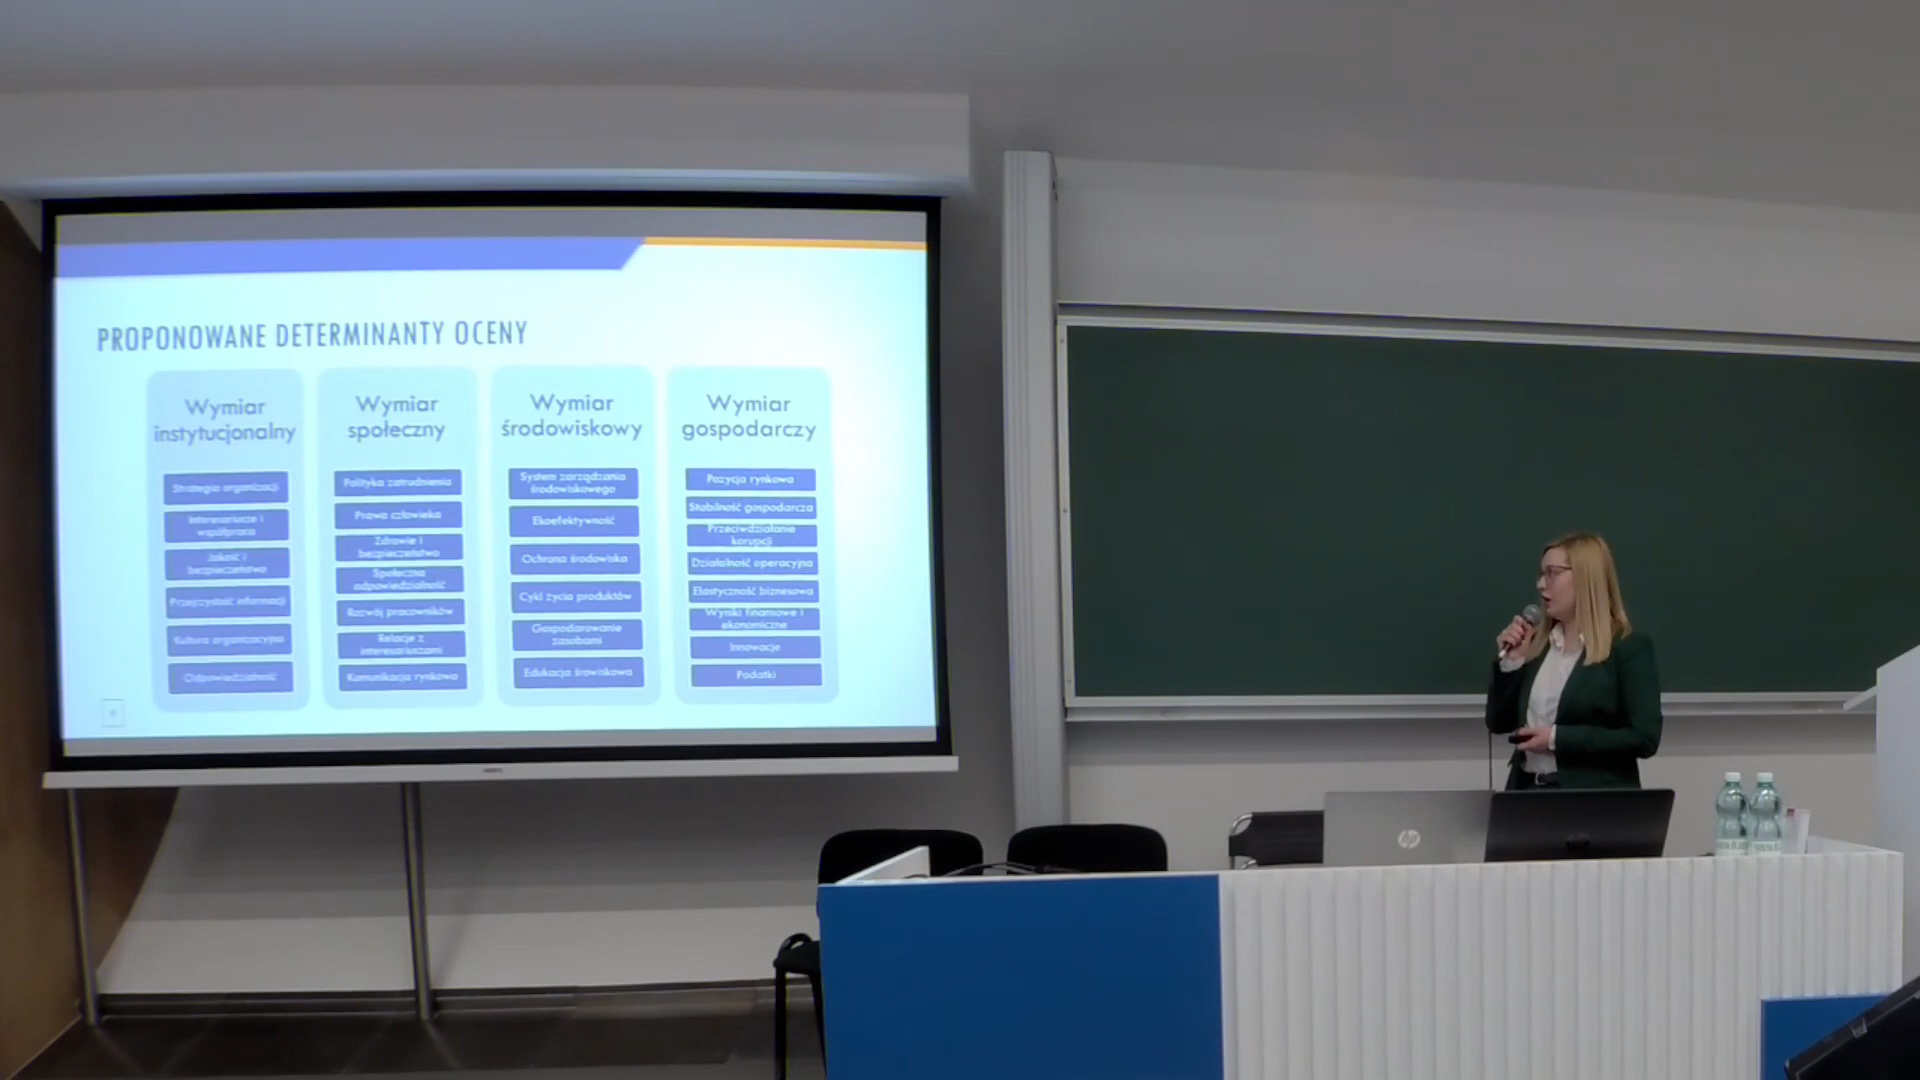 PROPONOWANE DETERMINANTY OCENY
Wymiar
instytucjonalny
Strategia organizacji
Interesariusze i
współpraca
Jakość i
bezpieczeństwo
Przejrzystość informacji
Kultura organizacyjna
Odpowiedzialność
Wymiar
społeczny
Polityka zatrudnienia
Prawa człowieka
Zdrowie i
bezpieczeństwo
Społeczna
odpowiedzialność
Rozwój pracowników
Relacje z
interesariuszami
Komunikacja rynkowa
Wymiar
środowiskowy
System zarządzania
środowiskowego
Ekoefektywność
Ochrona środowiska
Cykl życia produktów
Gospodarowanie
zasobami
Edukacja śrowiskowa
Wymiar
gospodarczy
Pozycja rynkowa
Stabilność gospodarcza
Przeciwdziałanie
korupcji
Działalność operacyjna
Elastyczność biznesowa
Wyniki finansowe i
ekonomiczne
Innowacje
Podatki
hp